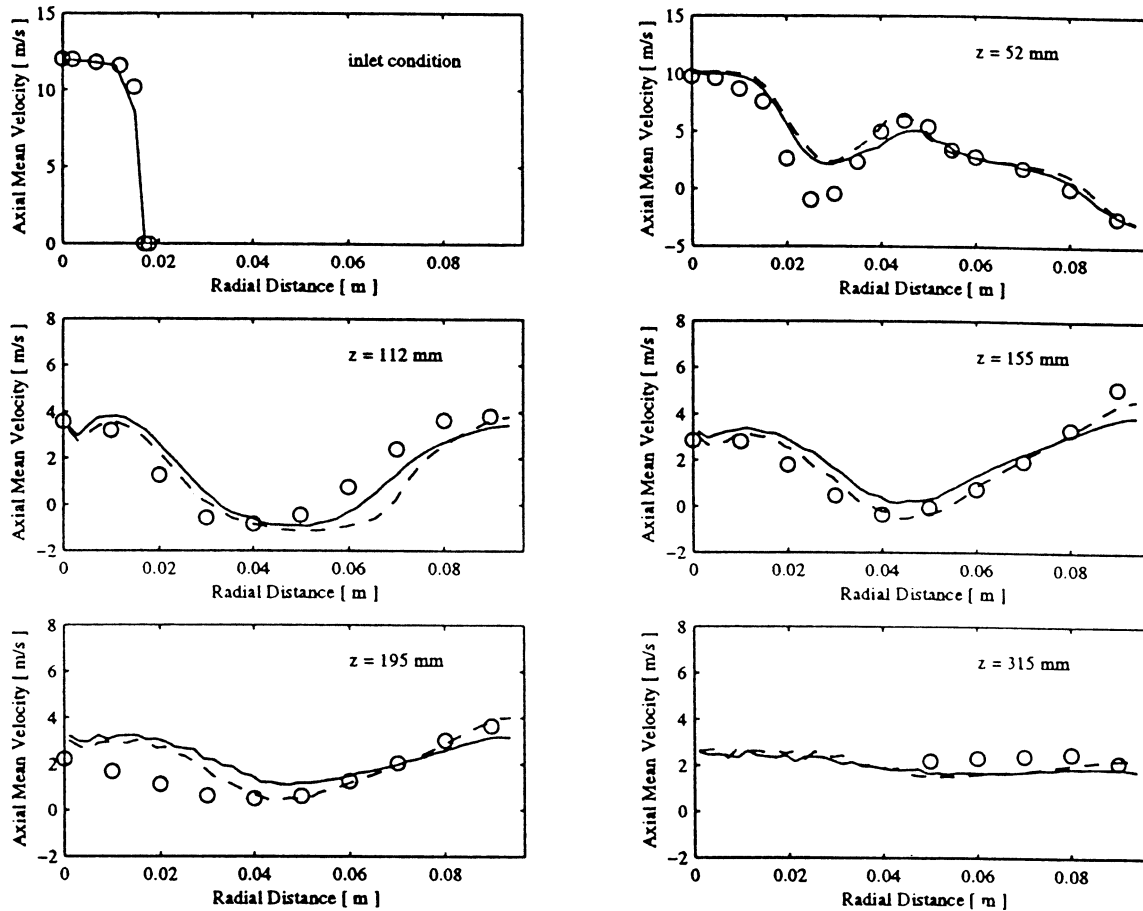 15
10
5
0
Axial Mean Velocity [ m/s ]
inlet condition
0 0.02 0.04 0.06 0.08
Radial Distance [ m ]
15
10
5
0
−5
Axial Mean Velocity [ m/s ]
z = 52 mm
0 0.02 0.04 0.06 0.08
Radial Distance [ m ]
8
6
4
2
0
−2
Axial Mean Velocity [ m/s ]
z = 112 mm
0 0.02 0.04 0.06 0.08
Radial Distance [ m ]
8
6
4
2
0
−2
Axial Mean Velocity [ m/s ]
z = 155 mm
0 0.02 0.04 0.06 0.08
Radial Distance [ m ]
8
6
4
2
0
−2
Axial Mean Velocity [ m/s ]
z = 195 mm
0 0.02 0.04 0.06 0.08
Radial Distance [ m ]
8
6
4
2
0
−2
Axial Mean Velocity [ m/s ]
z = 315 mm
0 0.02 0.04 0.06 0.08
Radial Distance [ m ]